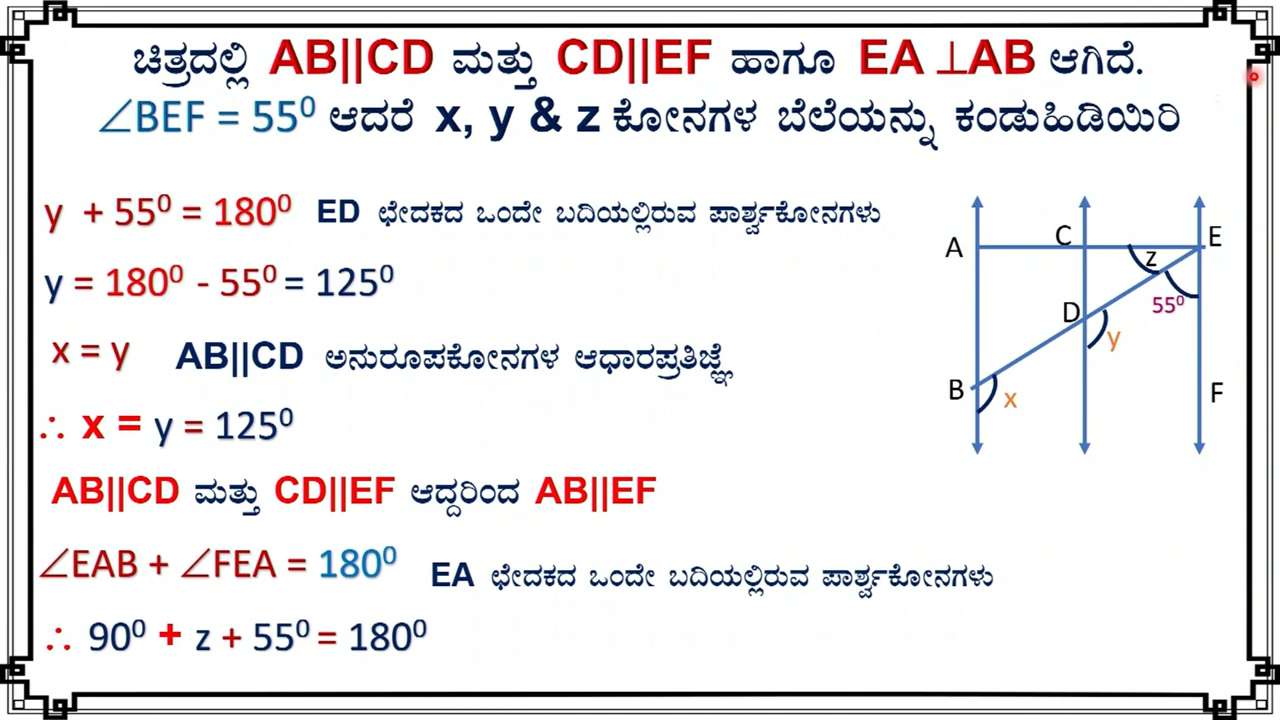 ಚಿತ್ರದಲ್ಲಿ AB||CD ಮತ್ತು CD||EF ಹಾಗೂ EA ⊥AB ಆಗಿದೆ.
∠BEF = 55⁰ ಆದರೆ x, y & z ಕೋನಗಳ ಬೆಲೆಯನ್ನು ಕಂಡುಹಿಡಿಯಿರಿ
y + 55⁰ = 180⁰ ED ಛೇದಕದ ಒಂದೇ ಬದಿಯಲ್ಲಿರುವ ಪಾರ್ಶ್ವಕೋನಗಳು
y = 180⁰ - 55⁰ = 125⁰
x = y AB||CD ಅನುರೂಪಕೋನಗಳ ಆಧಾರಪ್ರತಿಜ್ಞೆ
∴ x = y = 125⁰
AB||CD ಮತ್ತು CD||EF ಆದ್ದರಿಂದ AB||EF
∠EAB + ∠FEA = 180⁰ EA ಛೇದಕದ ಒಂದೇ ಬದಿಯಲ್ಲಿರುವ ಪಾರ್ಶ್ವಕೋನಗಳು
∴ 90⁰ + z + 55⁰ = 180⁰
A C E
z
55⁰
D
y
B x F